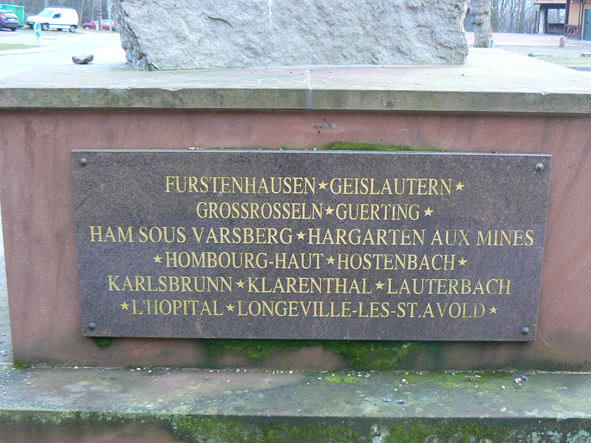 FURSTENHAUSEN★GEISLAUTERN★
GROSSROSSELN★GUERTING★
HAM SOUS VARSBERG★HARGARTEN AUX MINES
★HOMBOURG-HAUT★HOSTENBACH★
KARLSBRUNN★KLARENTHAL★LAUTERBACH
★L'HOPITAL★LONGEVILLE-LES-ST.AVOLD★